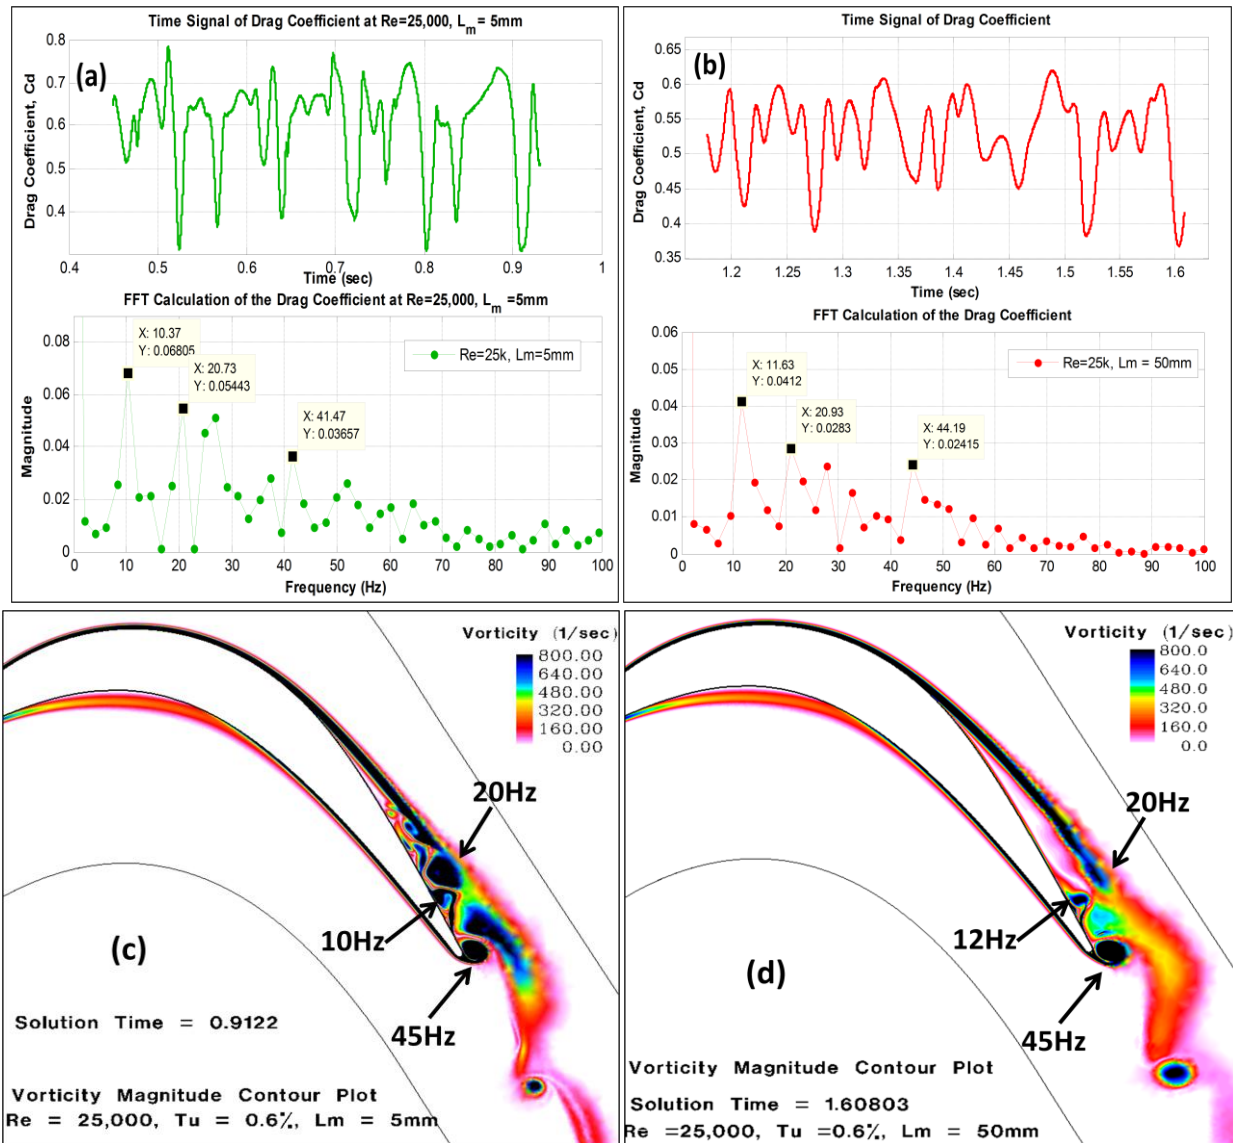 Time Signal of Drag Coefficient at Re=25,000, Lm = 5mm
(a)
Drag Coefficient, Cd
0.8
0.7
0.6
0.5
0.4
0.4 0.5 0.6 0.7 0.8 0.9 1
Time (sec)
FFT Calculation of the Drag Coefficient at Re=25,000, Lm =5mm
X: 10.37
Y: 0.06805
X: 20.73
Y: 0.05443
X: 41.47
Y: 0.03657
Re=25k, Lm=5mm
Magnitude
0.08
0.06
0.04
0.02
0
0 10 20 30 40 50 60 70 80 90 100
Frequency (Hz)
Time Signal of Drag Coefficient
(b)
Drag Coefficient, Cd
0.65
0.6
0.55
0.5
0.45
0.4
0.35
1.2 1.25 1.3 1.35 1.4 1.45 1.5 1.55 1.6
Time (sec)
FFT Calculation of the Drag Coefficient
X: 11.63
Y: 0.0412
X: 20.93
Y: 0.0283
X: 44.19
Y: 0.02415
Re=25k, Lm = 50mm
Magnitude
0.06
0.05
0.04
0.03
0.02
0.01
0
0 10 20 30 40 50 60 70 80 90 100
Frequency (Hz)
Vorticity (1/sec)
800.00
640.00
480.00
320.00
160.00
0.00
20Hz
10Hz
(c)
45Hz
Solution Time = 0.9122
Vorticity Magnitude Contour Plot
Re = 25,000, Tu = 0.6%, Lm = 5mm
Vorticity (1/sec)
800.0
640.0
480.0
320.0
160.0
0.0
20Hz
12Hz
(d)
45Hz
Vorticity Magnitude Contour Plot
Solution Time = 1.60803
Re =25,000, Tu =0.6%, Lm = 50mm